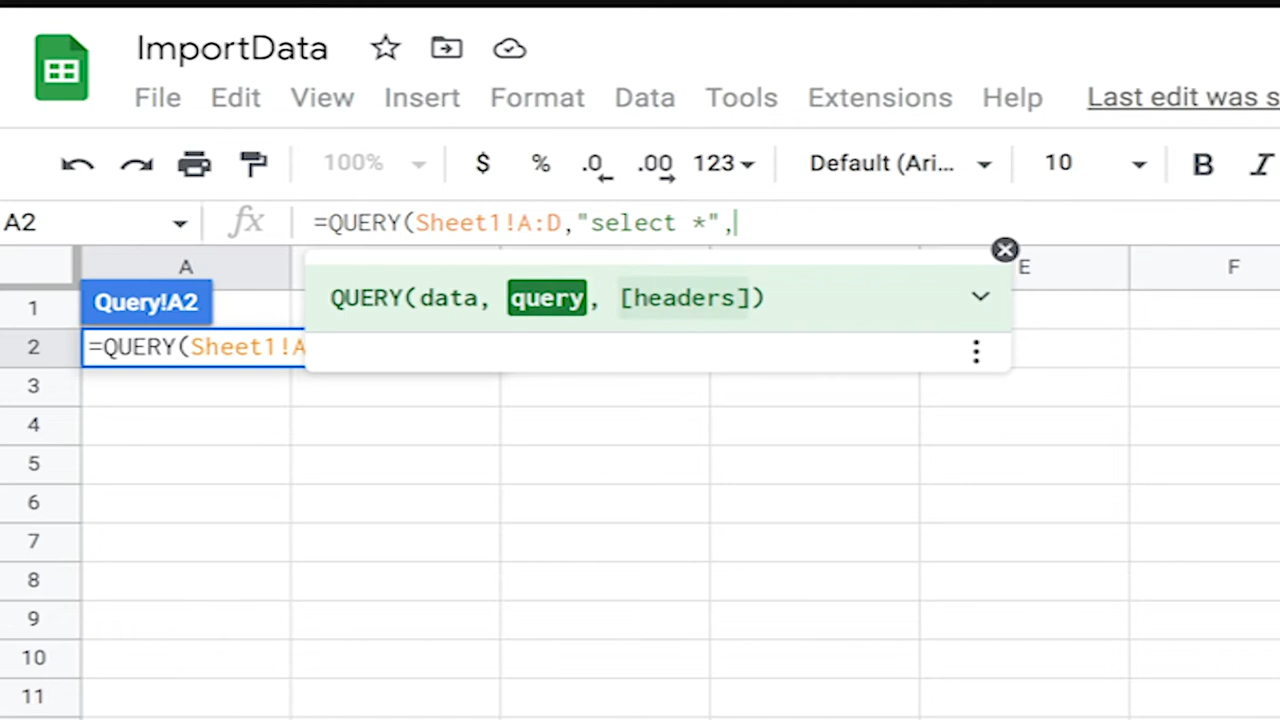 ImportData
File Edit View Insert Format Data Tools Extensions Help Last edit was s
100% $ % .0 .00 123 Default (Ari... 10 B I
A2 fx =QUERY(Sheet1!A:D,"select *",
A E F
QUERY(data, query, [headers])
1 Query!A2
2 =QUERY(Sheet1!A
3
4
5
6
7
8
9
10
11